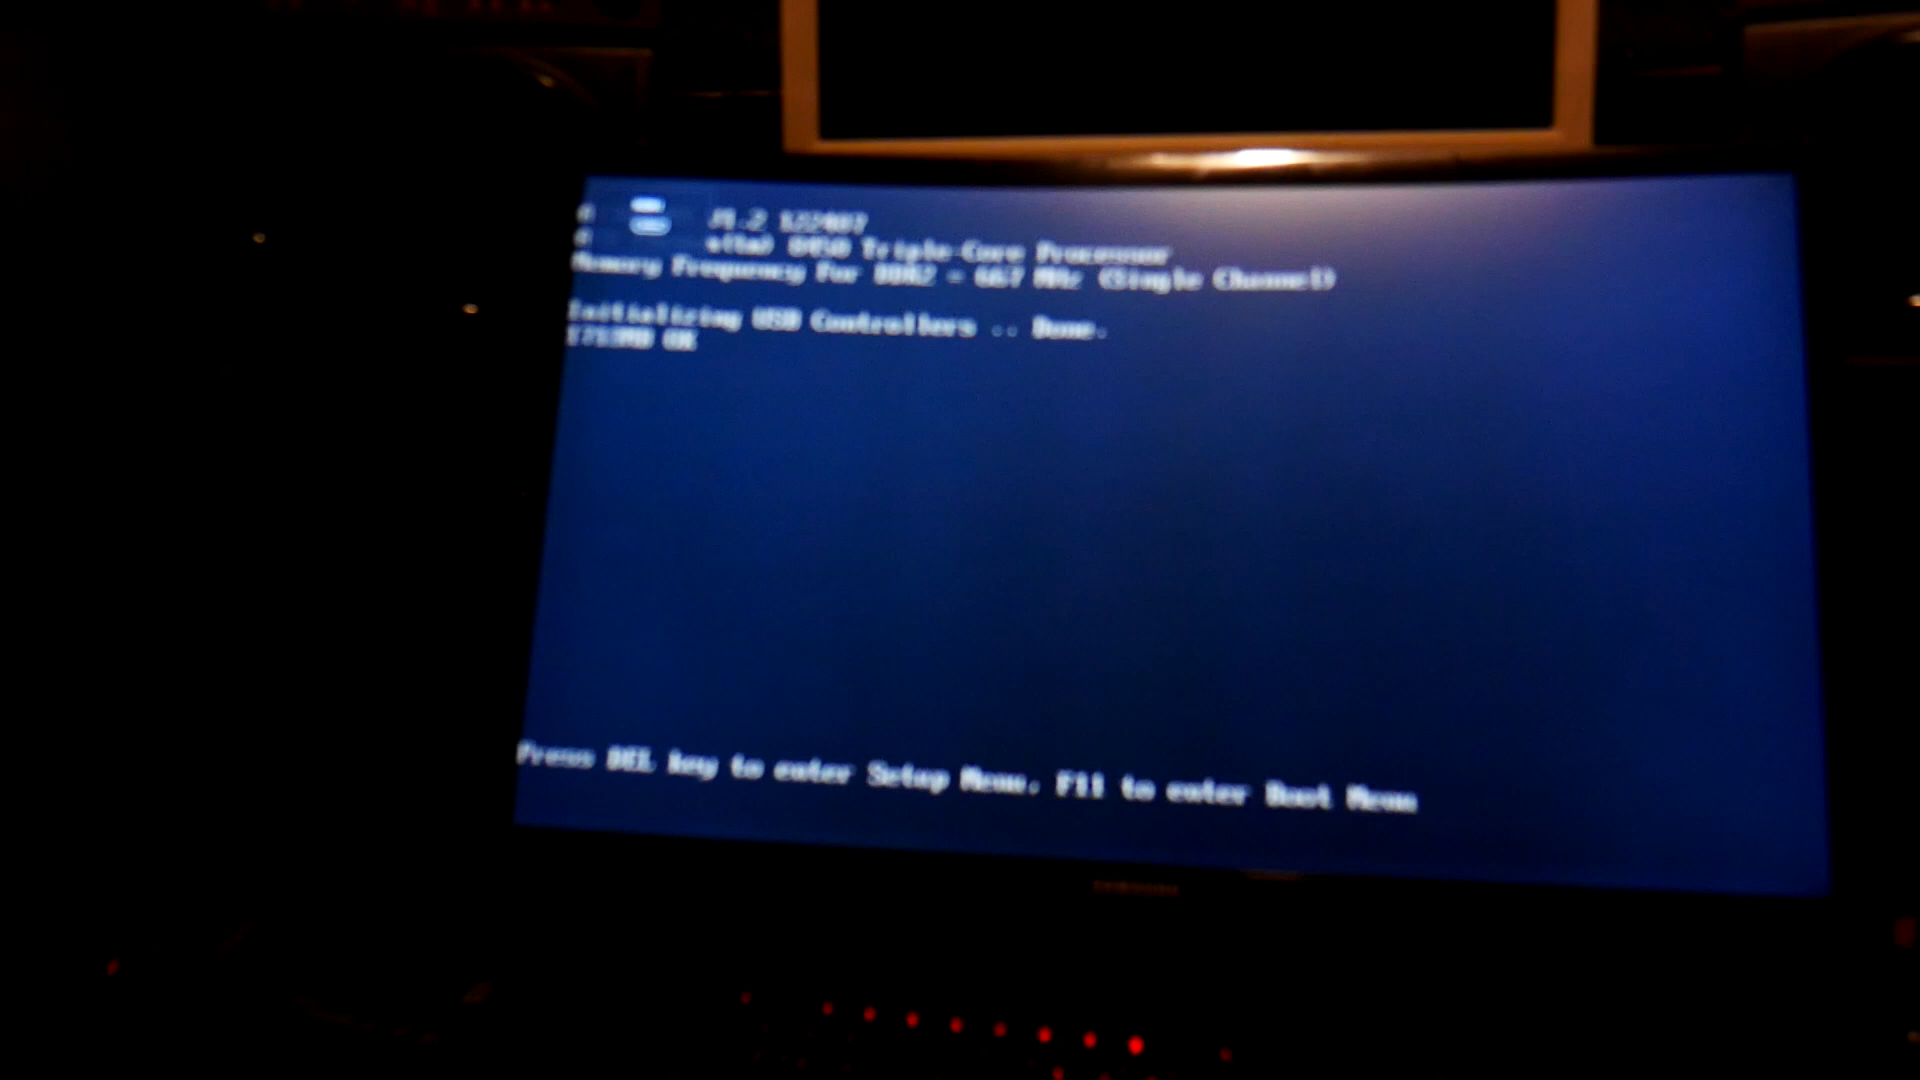 Triple-Core Processor
Memory Frequency For DDR2 - 667 MHz (Single Channel)
Initializing USB Controllers .. Done.
OK
Press DEL key to enter Setup Menu, F11 to enter Boot Menu
SAMSUNG